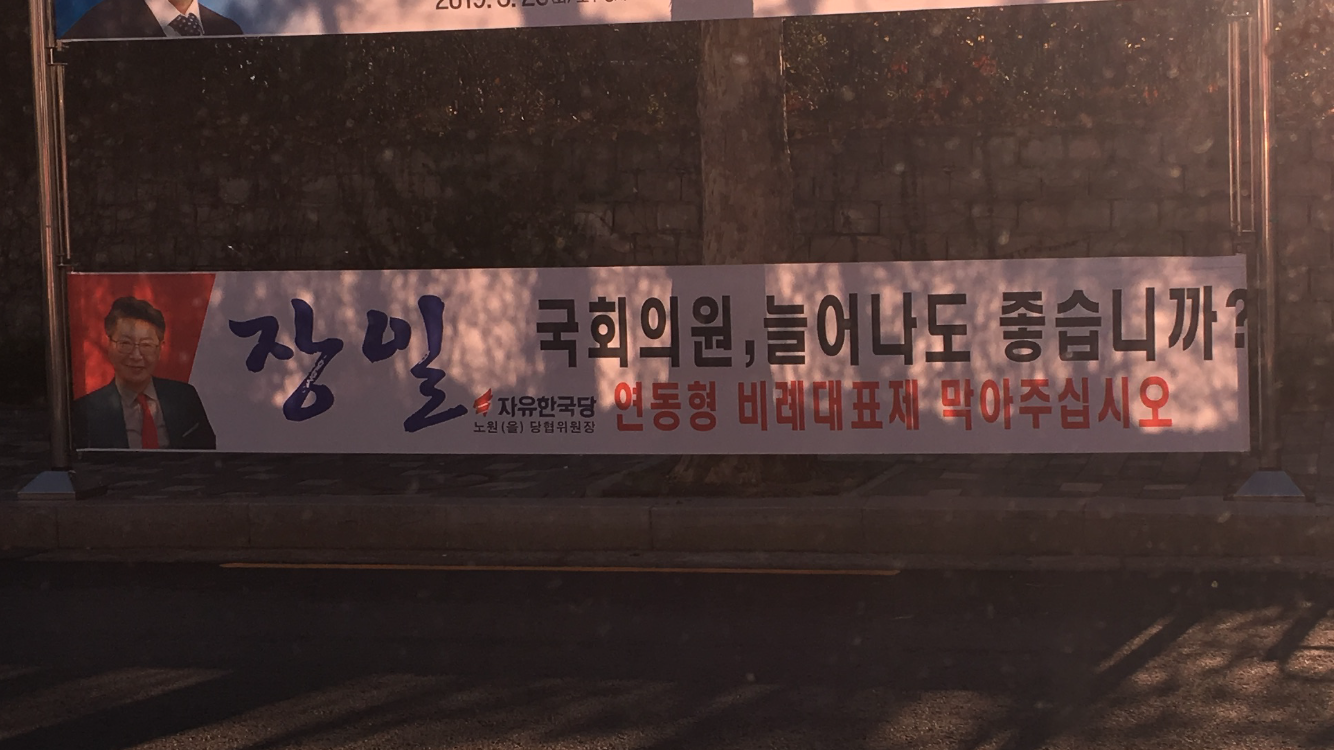 장일
국회의원,늘어나도 좋습니까?
자유한국당
노원(을) 당협위원장
연동형 비례대표제 막아주십시오